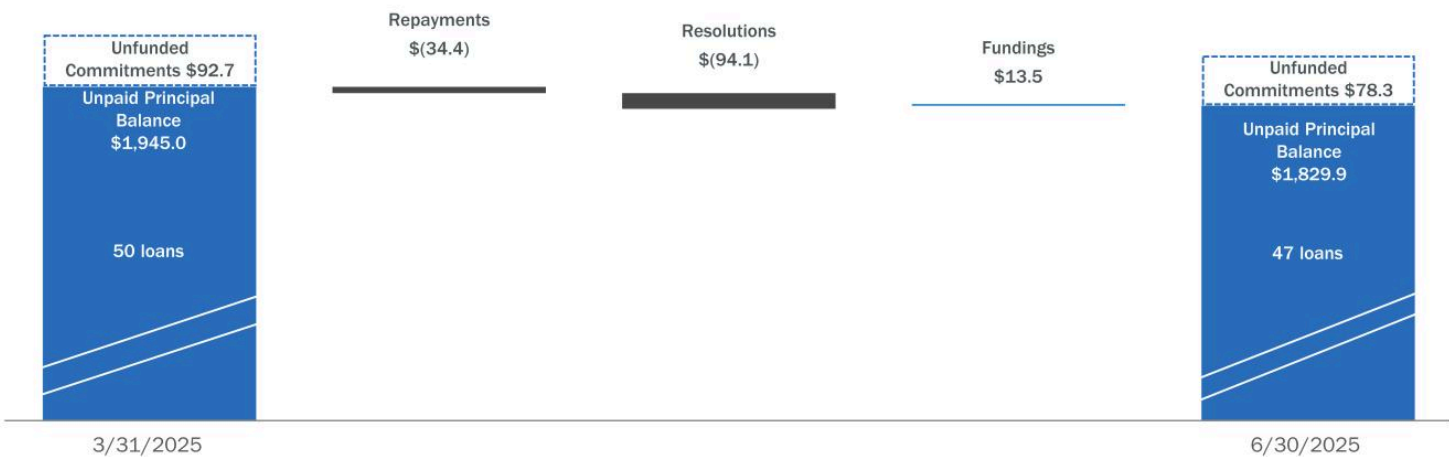 Unfunded
Commitments $92.7
Unpaid Principal
Balance
$1,945.0
50 loans
3/31/2025
Repayments
$(34.4)
Resolutions
$(94.1)
Fundings
$13.5
Unfunded
Commitments $78.3
Unpaid Principal
Balance
$1,829.9
47 loans
6/30/2025